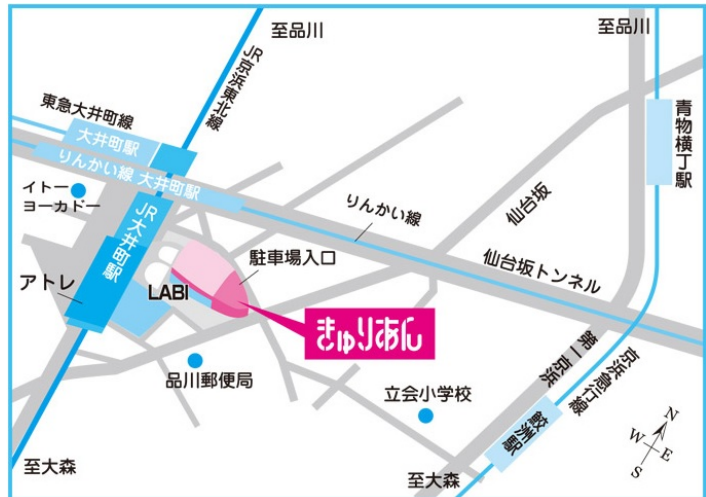 至品川
至品川
JR京浜東北線
東急大井町線
大井町駅
りんかい線 大井町駅
青物横丁駅
イトー
ヨーカドー
りんかい線
仙台坂
JR大井町駅
駐車場入口
仙台坂トンネル
アトレ
LABI
きゅりあん
第一京浜
京浜急行線
品川郵便局
立会小学校
鮫洲駅
N
W
E
S
至大森
至大森